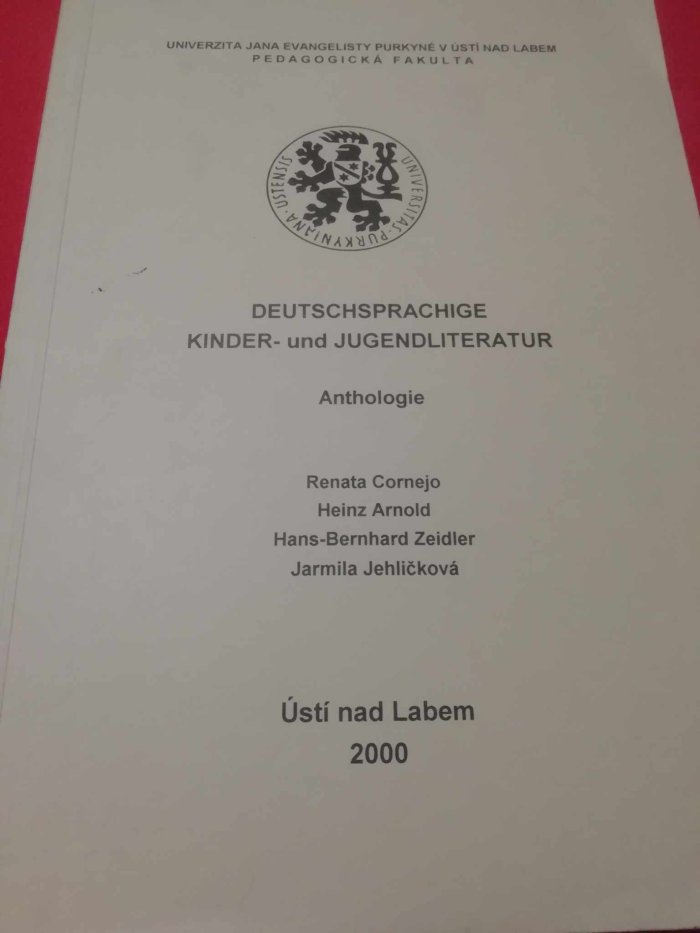 UNIVERZITA JANA EVANGELISTY PURKYNĚ V ÚSTÍ NAD LABEM
PEDAGOGICKÁ FAKULTA
UNIVERSITAS · PURKYNIANA · USTENSIS
DEUTSCHSPRACHIGE
KINDER- und JUGENDLITERATUR
Anthologie
Renata Cornejo
Heinz Arnold
Hans-Bernhard Zeidler
Jarmila Jehličková
Ústí nad Labem
2000